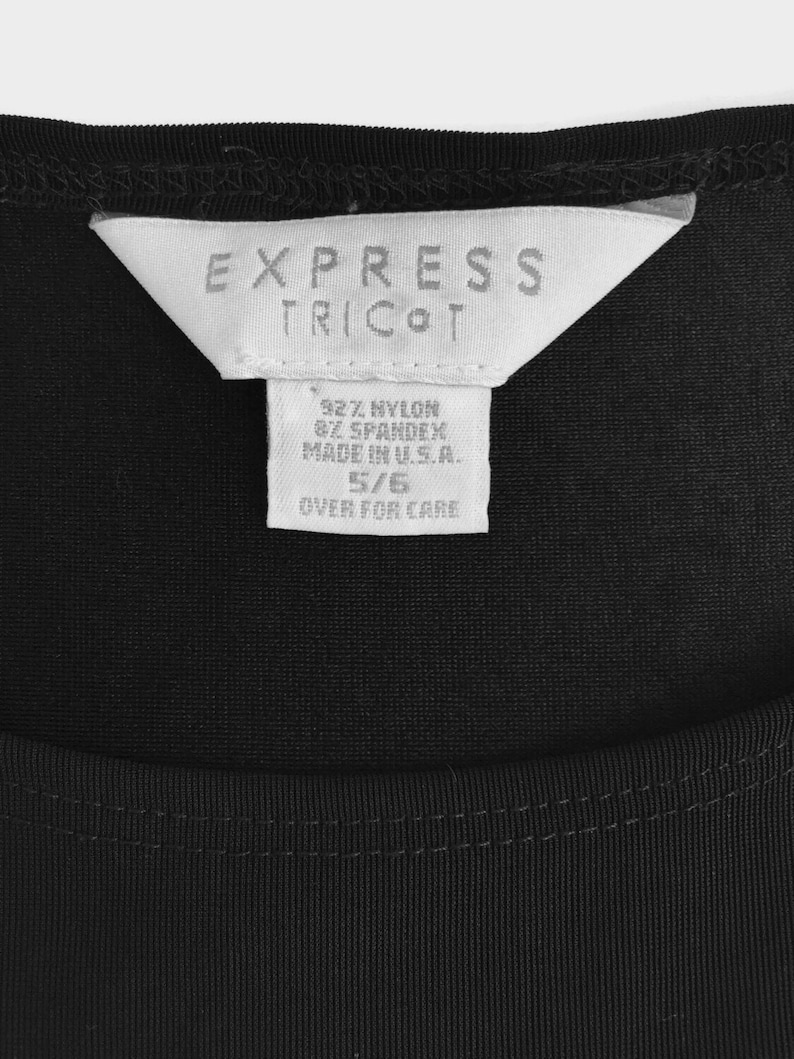 EXPRESS
TRICOT
92% NYLON
8% SPANDEX
MADE IN U.S.A.
5/6
OVER FOR CARE